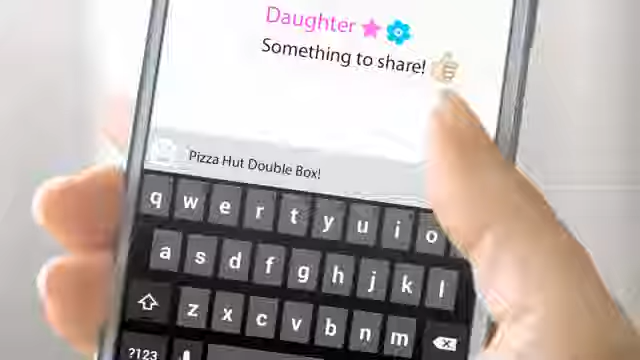 Daughter
Something to share!
Pizza Hut Double Box!
q w e r t y u i o
a s d f g h j k l
z x c v b n m
?123